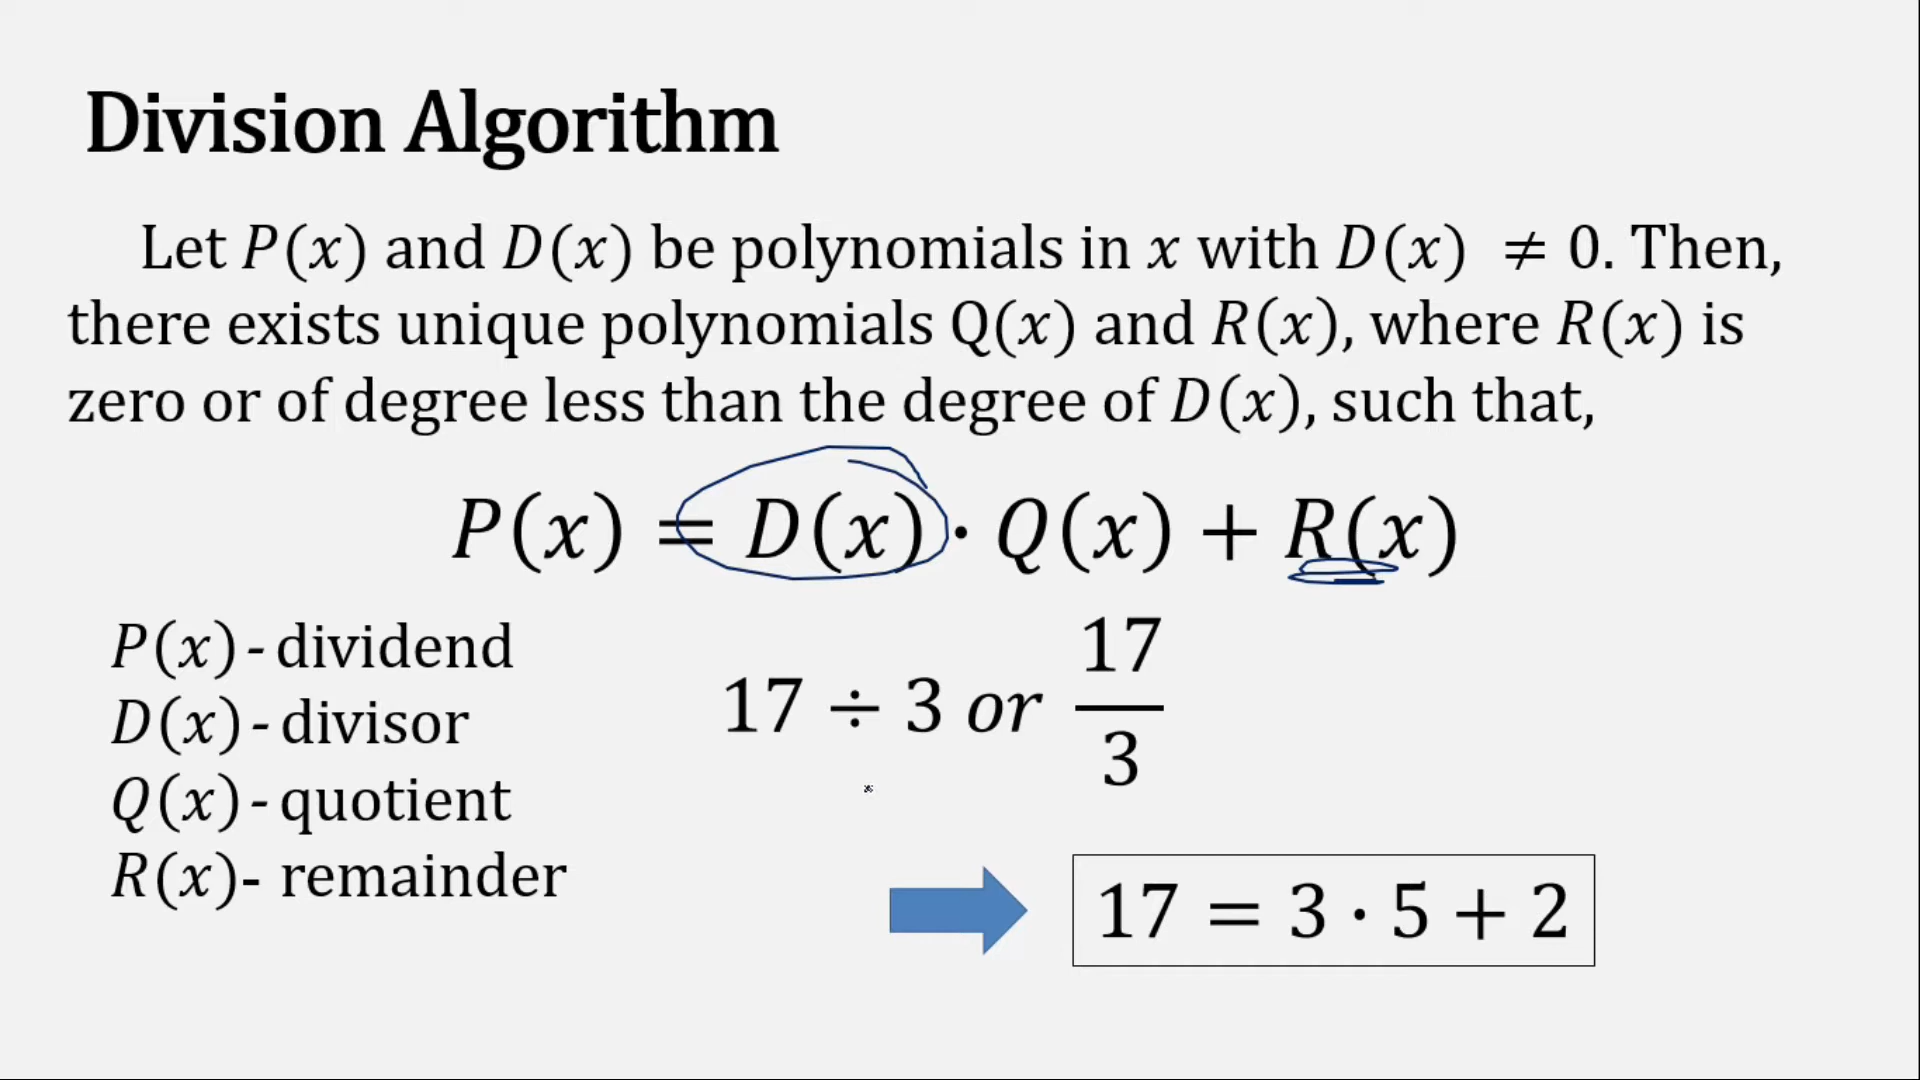 Division Algorithm
Let P(x) and D(x) be polynomials in x with D(x) ≠ 0. Then,
there exists unique polynomials Q(x) and R(x), where R(x) is
zero or of degree less than the degree of D(x), such that,
P(x) = D(x) · Q(x) + R(x)
P(x) - dividend
D(x) - divisor
Q(x) - quotient
R(x)- remainder
17 ÷ 3 or 17/3
17 = 3 · 5 + 2